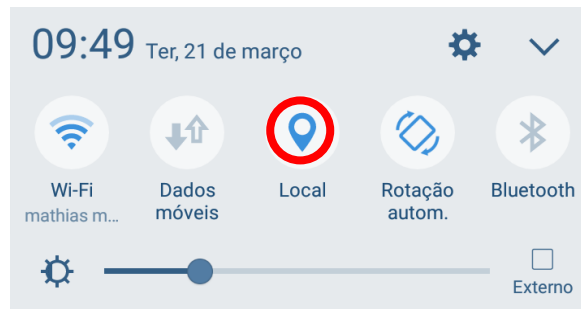 09:49 Ter, 21 de março
Wi-Fi
mathias m...
Dados
móveis
Local
Rotação
autom.
Bluetooth
Externo